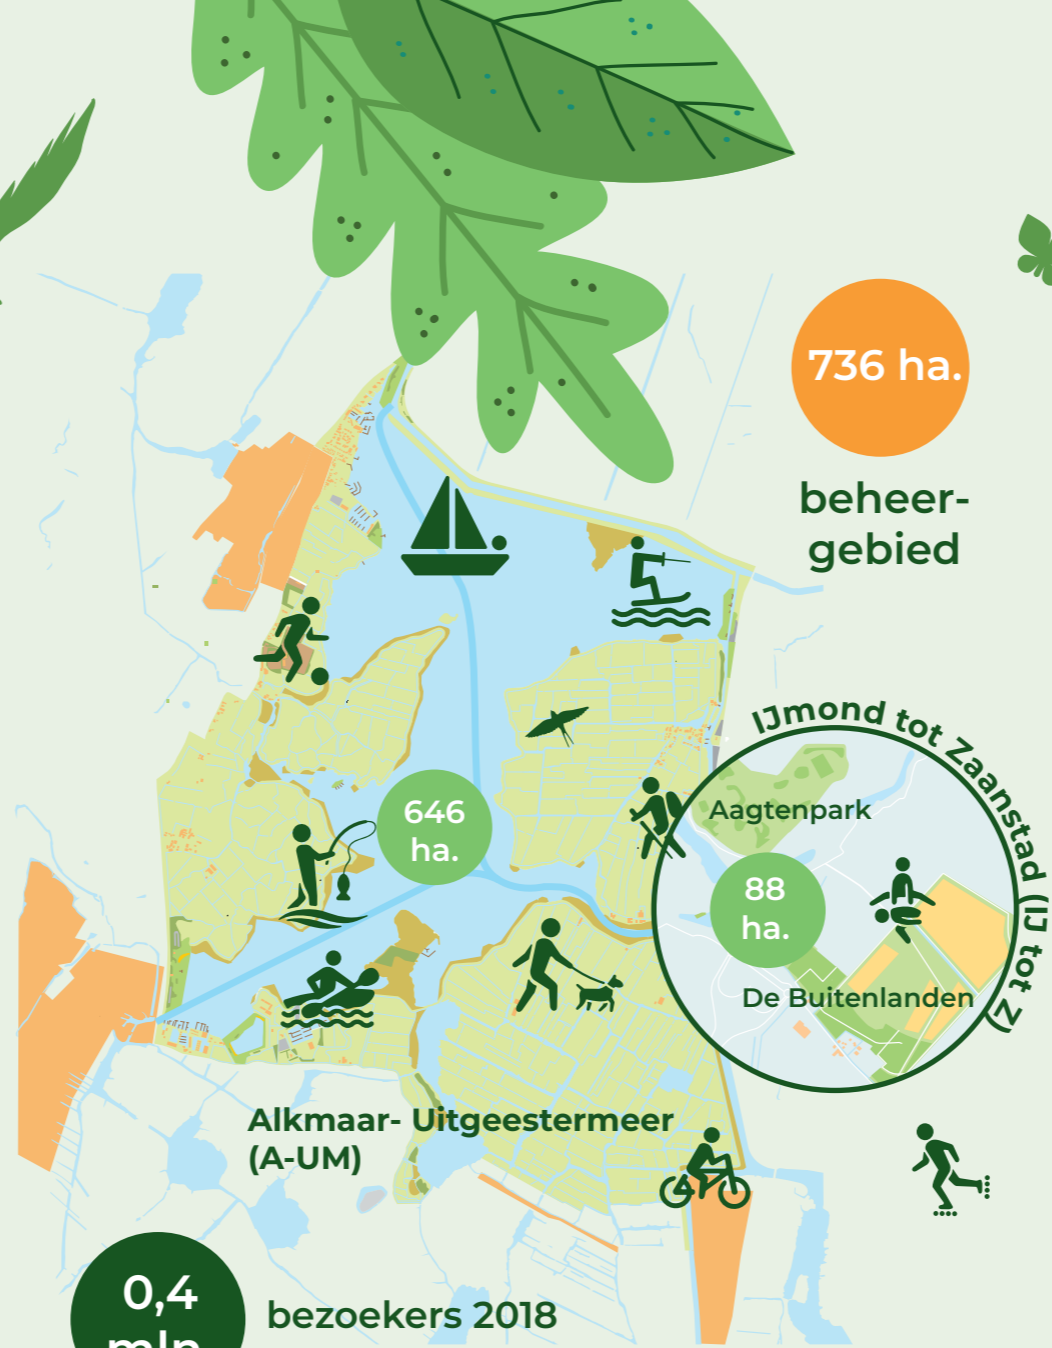 736 ha.
beheer-
gebied
IJmond tot Zaanstad (IJ tot Z)
646
ha.
Aagtenpark
88
ha.
De Buitenlanden
Alkmaar- Uitgeestermeer
(A-UM)
0,4
mln
bezoekers 2018